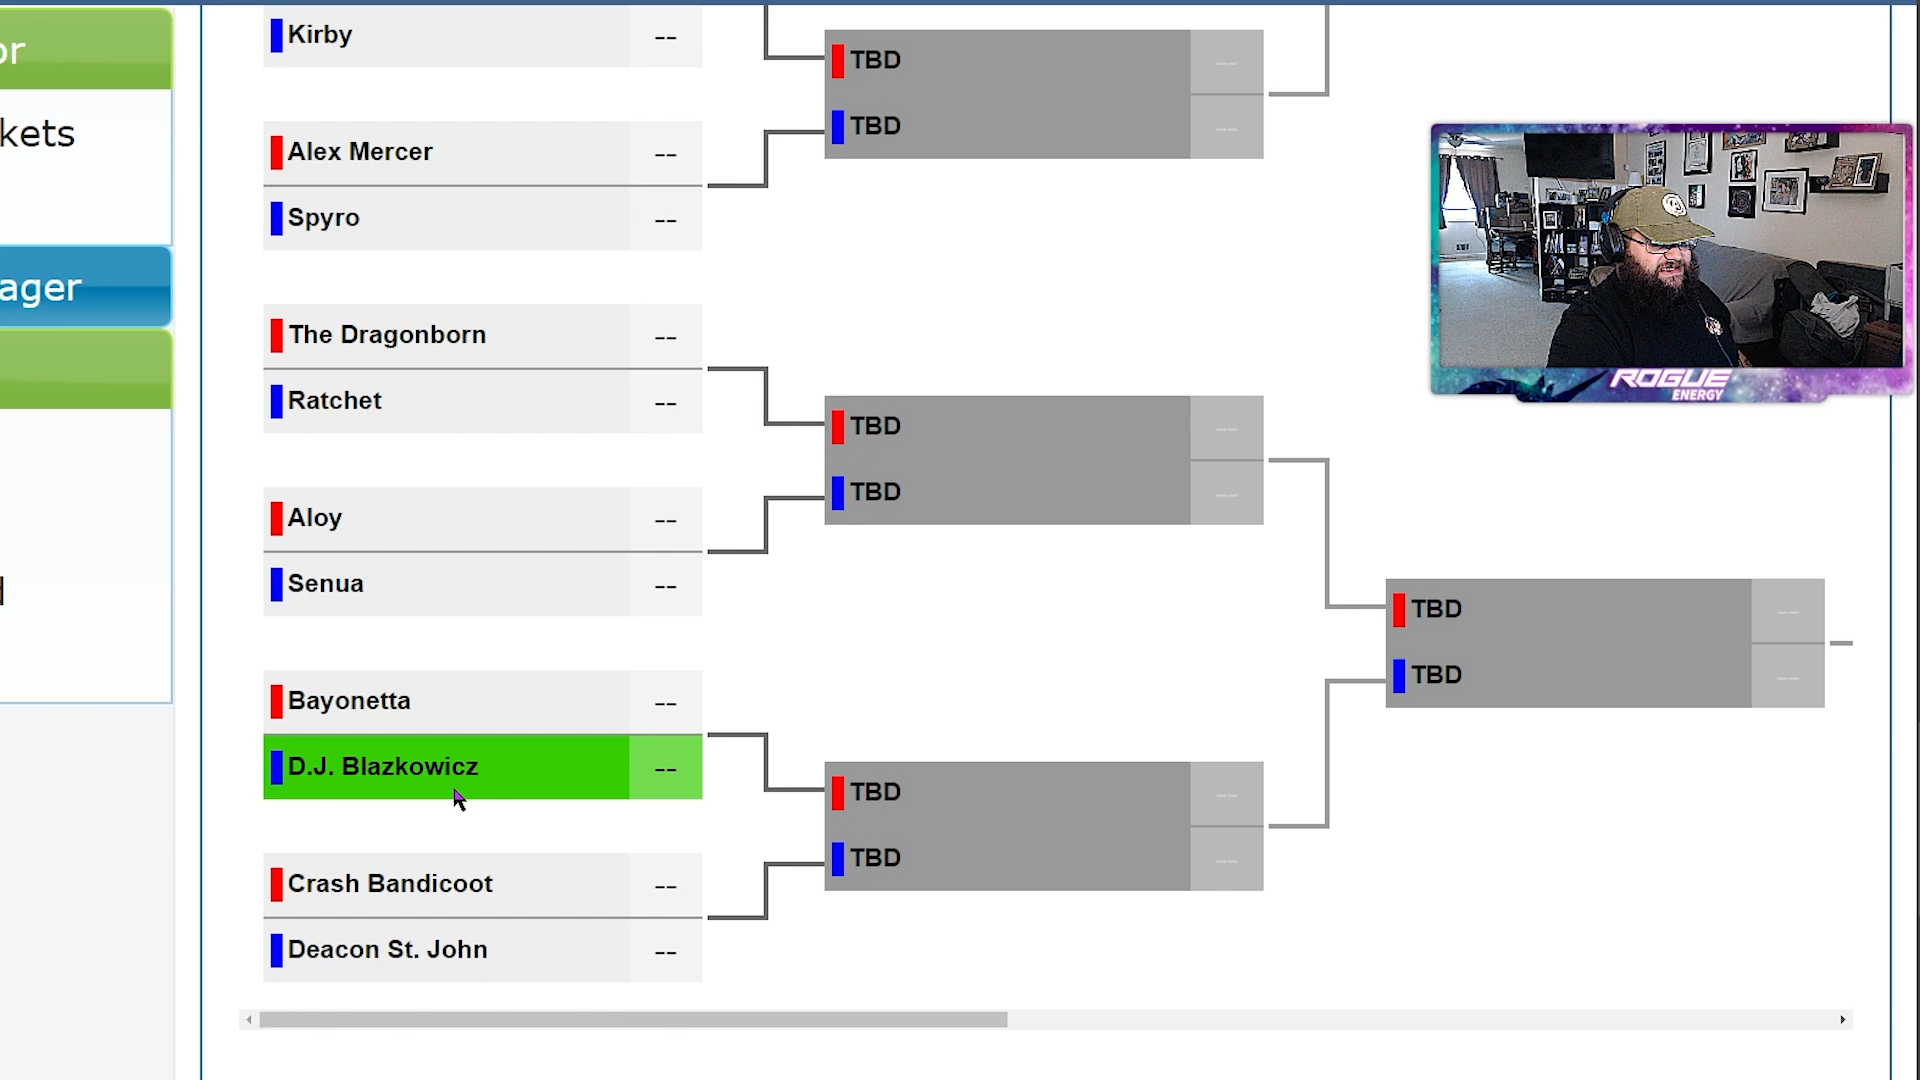 or
kets
ager
Kirby --
Alex Mercer --
Spyro --
The Dragonborn --
Ratchet --
Aloy --
Senua --
Bayonetta --
D.J. Blazkowicz --
Crash Bandicoot --
Deacon St. John --
TBD --
TBD --
TBD --
TBD --
TBD --
TBD --
TBD --
TBD --
ROGUE
ENERGY